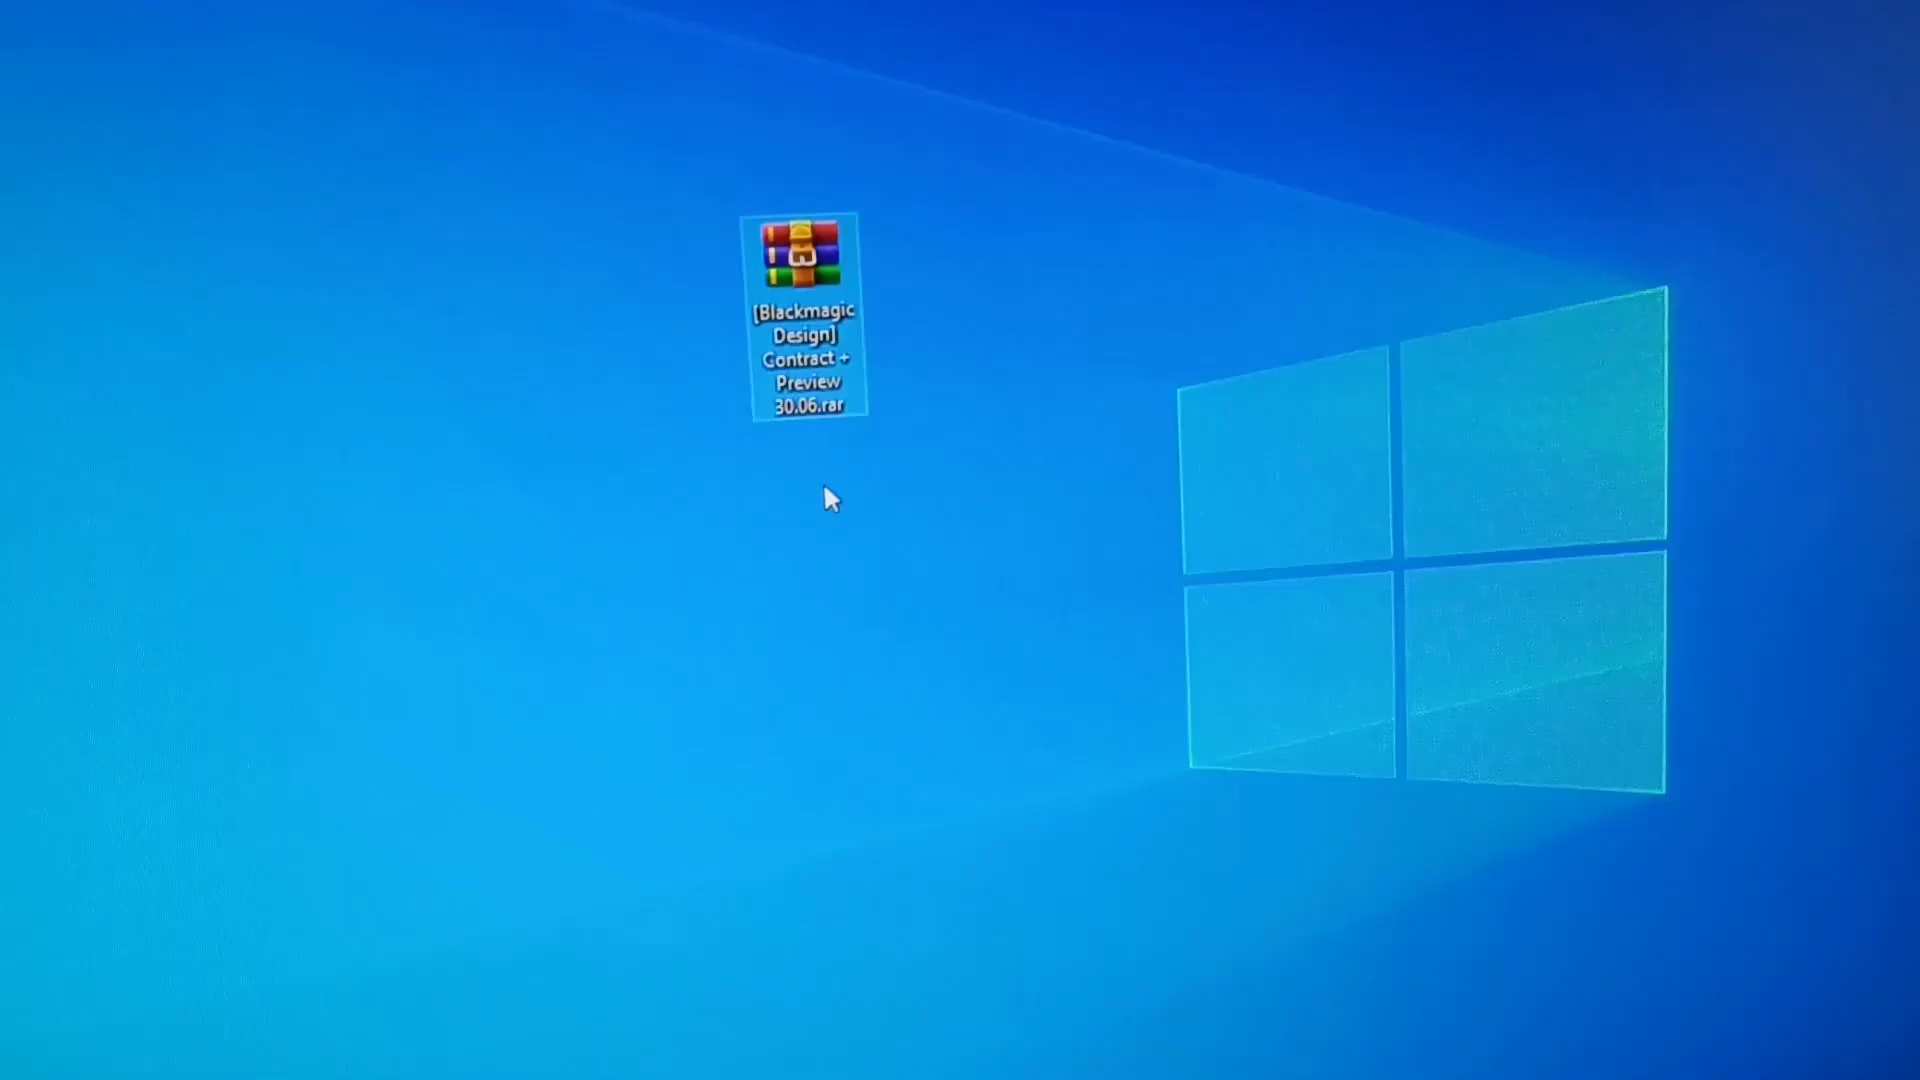 [Blackmagic
Design]
Contract +
Preview
30.06.rar